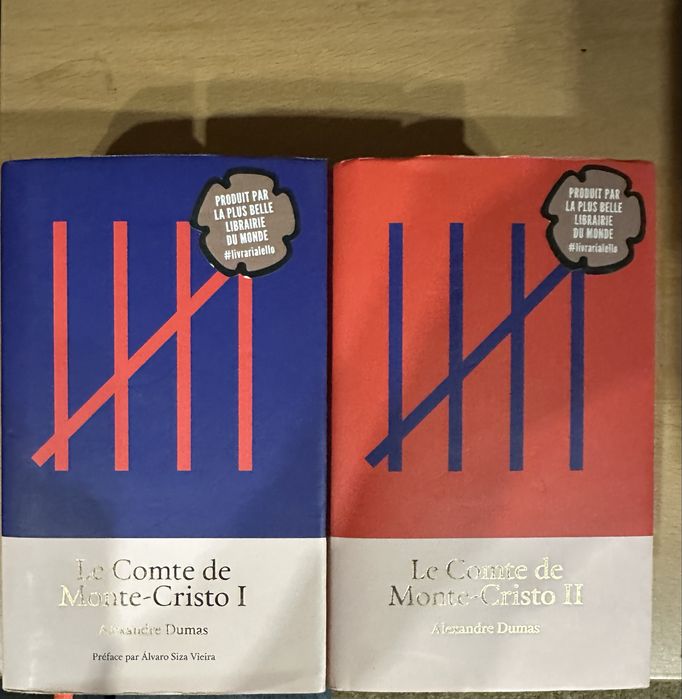 PRODUIT PAR
LA PLUS BELLE
LIBRAIRIE
DU MONDE
#livrarialello
Le Comte de
Monte-Cristo I
Alexandre Dumas
Préface par Álvaro Siza Vieira
PRODUIT PAR
LA PLUS BELLE
LIBRAIRIE
DU MONDE
#livrarialello
Le Comte de
Monte-Cristo II
Alexandre Dumas